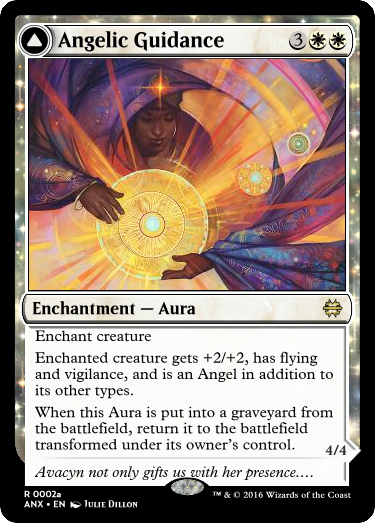 Angelic Guidance 3
Enchantment — Aura
Enchant creature
Enchanted creature gets +2/+2, has flying
and vigilance, and is an Angel in addition to
its other types.
When this Aura is put into a graveyard from
the battlefield, return it to the battlefield
transformed under its owner's control.
4/4
Avacyn not only gifts us with her presence....
R 0002a
ANX • EN JULIE DILLON
™ & © 2016 Wizards of the Coast